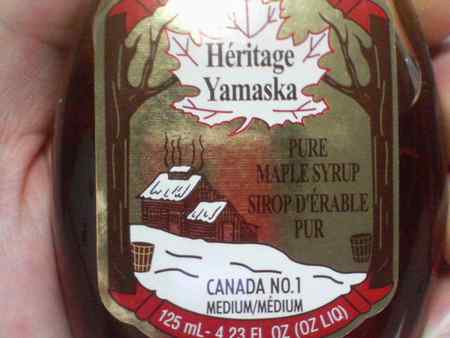 Héritage
Yamaska
PURE
MAPLE SYRUP
SIROP D'ÉRABLE
PUR
CANADA NO.1
MEDIUM/MÉDIUM
125 mL- 4.23 FL OZ (OZ LIQ)